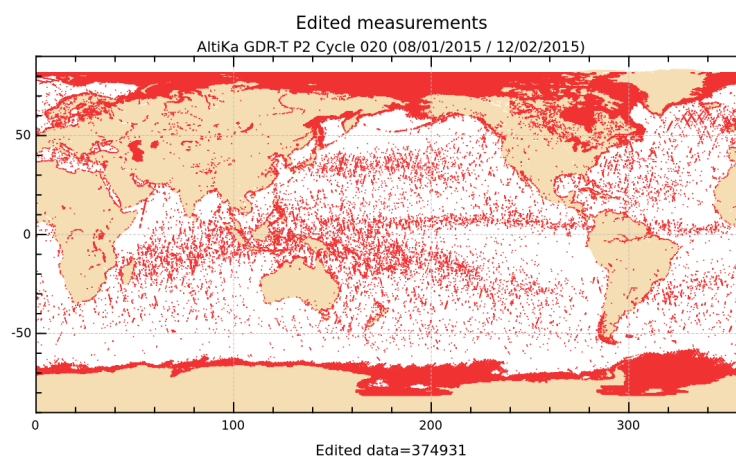 Edited measurements
AltiKa GDR-T P2 Cycle 020 (08/01/2015 / 12/02/2015)
50
0
-50
0 100 200 300
Edited data=374931